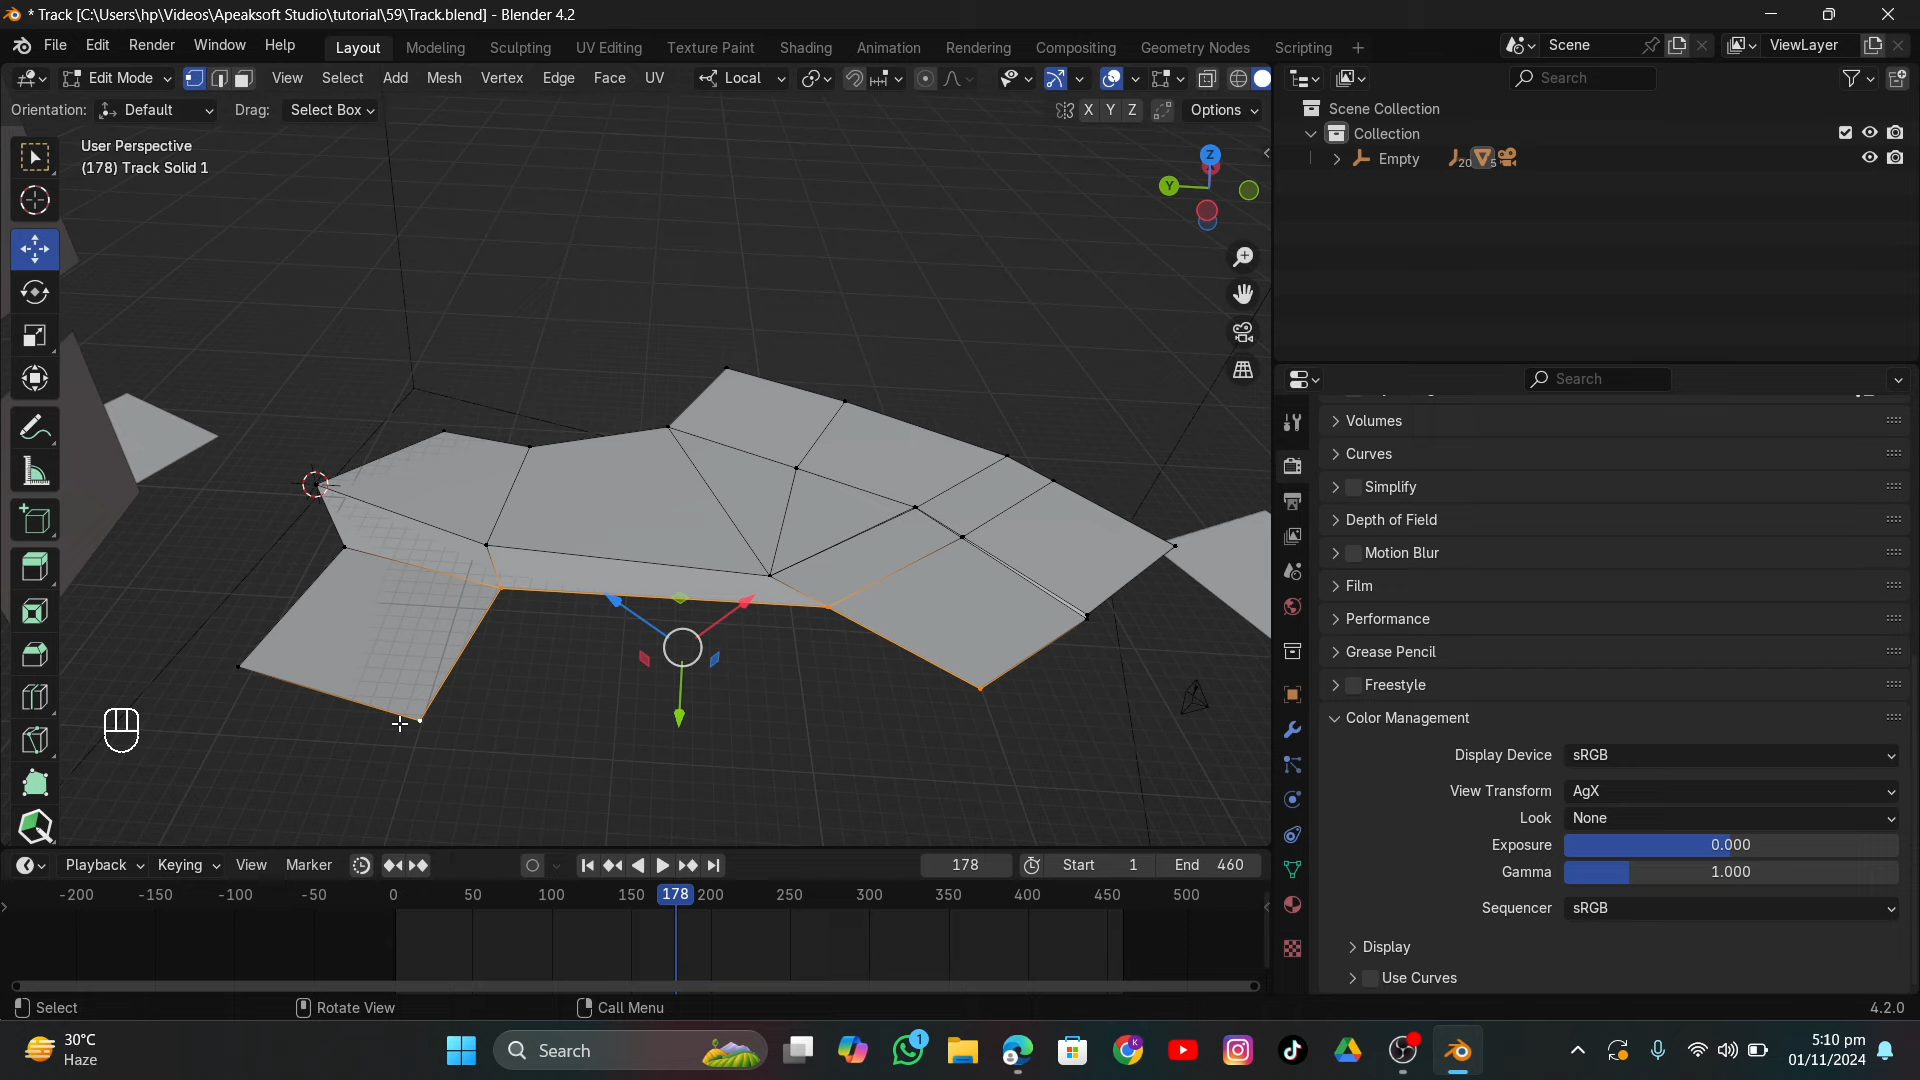 * Track [C:\Users\hp\Videos\Apeaksoft Studio\tutorial\59\Track.blend] - Blender 4.2
File Edit Render Window Help Layout Modeling Sculpting UV Editing Texture Paint Shading Animation Rendering Compositing Geometry Nodes Scripting + Scene ViewLayer
Edit Mode View Select Add Mesh Vertex Edge Face UV Local Search
Orientation: Default Drag: Select Box X Y Z Options
Scene Collection
Collection
Empty 20 5
User Perspective
(178) Track Solid 1
Z
Y
Search
Volumes
Curves
Simplify
Depth of Field
Motion Blur
Film
Performance
Grease Pencil
Freestyle
Color Management
Display Device sRGB
View Transform AgX
Look None
Exposure 0.000
Gamma 1.000
Sequencer sRGB
Display
Use Curves
Playback Keying View Marker 178 Start 1 End 460
-200 -150 -100 -50 0 50 100 150 178 200 250 300 350 400 450 500
Select Rotate View Call Menu 4.2.0
30°C
Haze
Search
1
5:10 pm
01/11/2024